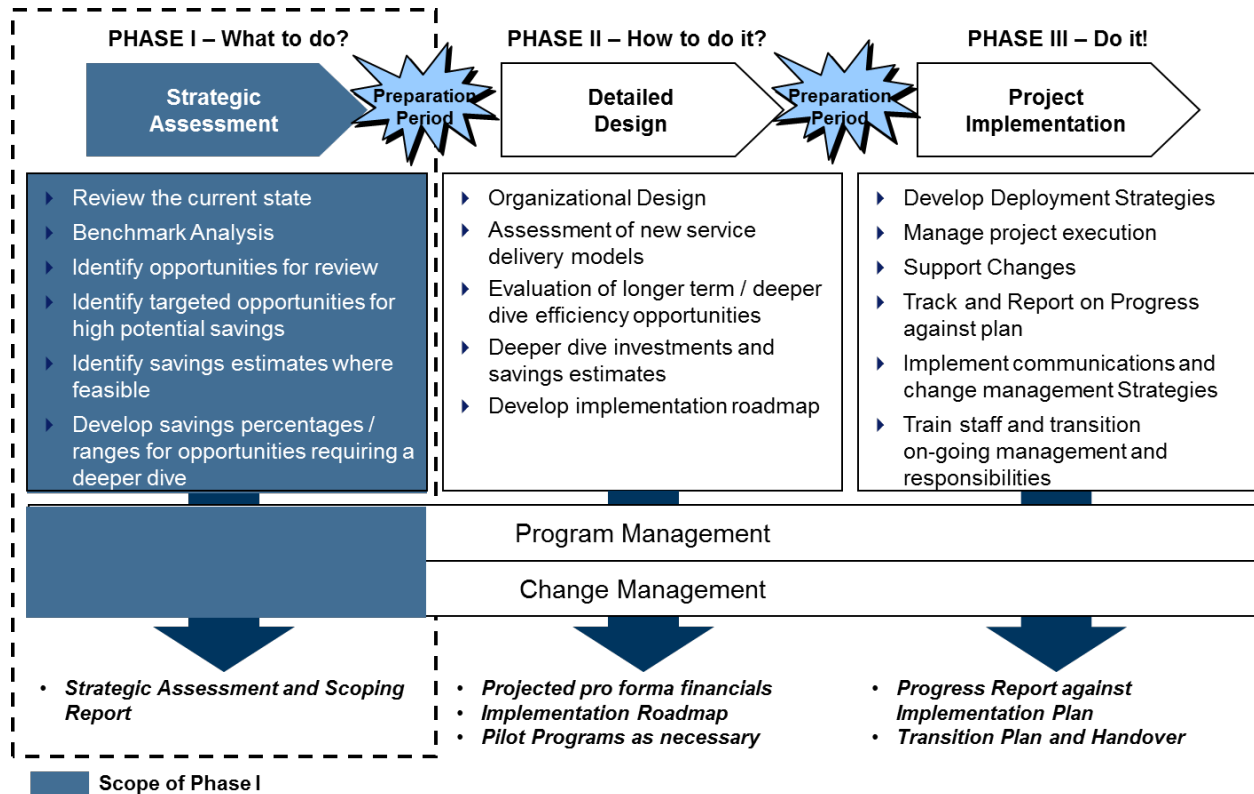 PHASE I – What to do?
PHASE II – How to do it?
PHASE III – Do it!
Strategic
Assessment
Preparation
Period
Detailed
Design
Preparation
Period
Project
Implementation
Review the current state
Benchmark Analysis
Identify opportunities for review
Identify targeted opportunities for
high potential savings
Identify savings estimates where
feasible
Develop savings percentages /
ranges for opportunities requiring a
deeper dive
Organizational Design
Assessment of new service
delivery models
Evaluation of longer term / deeper
dive efficiency opportunities
Deeper dive investments and
savings estimates
Develop implementation roadmap
Develop Deployment Strategies
Manage project execution
Support Changes
Track and Report on Progress
against plan
Implement communications and
change management Strategies
Train staff and transition
on-going management and
responsibilities
Program Management
Change Management
• Strategic Assessment and Scoping
Report
• Projected pro forma financials
• Implementation Roadmap
• Pilot Programs as necessary
• Progress Report against
Implementation Plan
• Transition Plan and Handover
Scope of Phase I